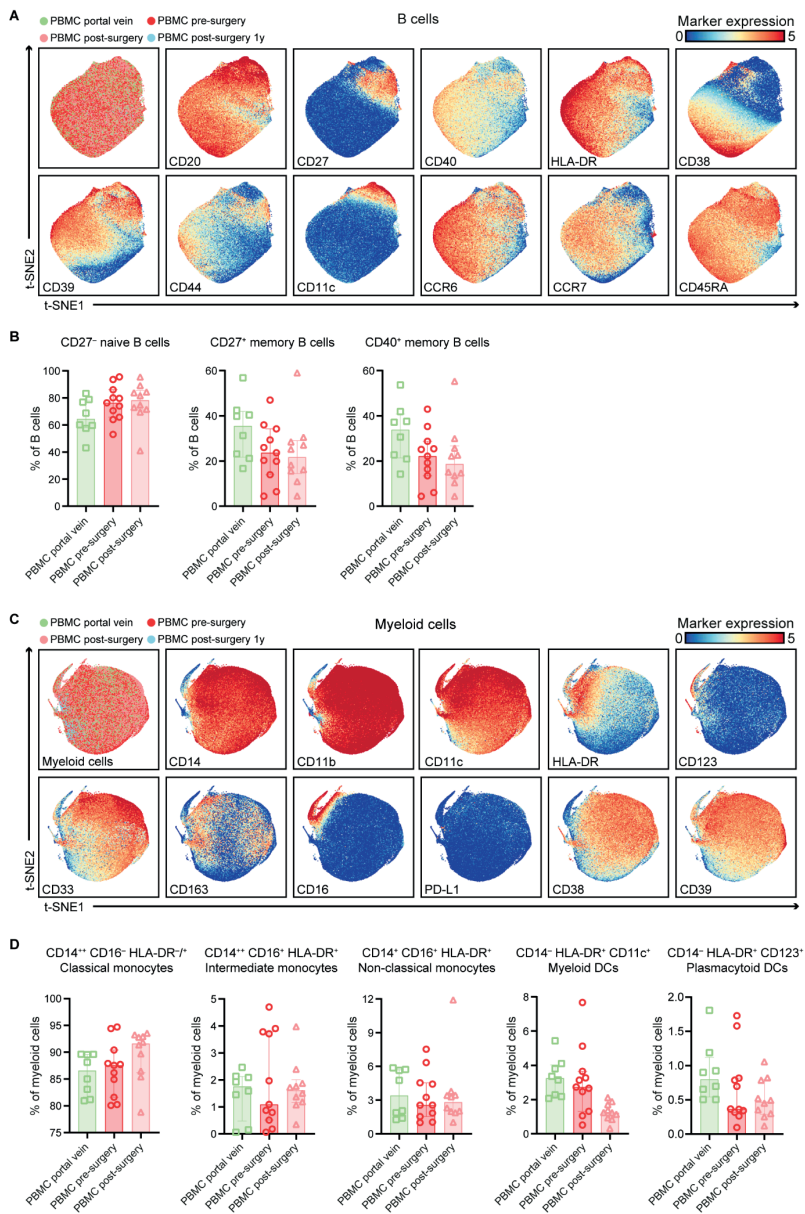 A
B cells
PBMC portal vein
PBMC pre-surgery
PBMC post-surgery
PBMC post-surgery 1y
Marker expression
0
5
CD20
CD27
CD40
HLA-DR
CD38
CD39
CD44
CD11c
CCR6
CCR7
CD45RA
t-SNE2
t-SNE1
B
CD27⁻ naive B cells
CD27⁺ memory B cells
CD40⁺ memory B cells
% of B cells
100
80
60
40
20
0
PBMC portal vein
PBMC pre-surgery
PBMC post-surgery
% of B cells
60
40
20
0
PBMC portal vein
PBMC pre-surgery
PBMC post-surgery
% of B cells
60
40
20
0
PBMC portal vein
PBMC pre-surgery
PBMC post-surgery
C
Myeloid cells
PBMC portal vein
PBMC pre-surgery
PBMC post-surgery
PBMC post-surgery 1y
Marker expression
0
5
Myeloid cells
CD14
CD11b
CD11c
HLA-DR
CD123
CD33
CD163
CD16
PD-L1
CD38
CD39
t-SNE2
t-SNE1
D
CD14⁺⁺ CD16⁻ HLA-DR⁻/⁺
Classical monocytes
CD14⁺⁺ CD16⁺ HLA-DR⁺
Intermediate monocytes
CD14⁺ CD16⁺ HLA-DR⁺
Non-classical monocytes
CD14⁻ HLA-DR⁺ CD11c⁺
Myeloid DCs
CD14⁻ HLA-DR⁺ CD123⁺
Plasmacytoid DCs
% of myeloid cells
100
95
90
85
80
75
PBMC portal vein
PBMC pre-surgery
PBMC post-surgery
% of myeloid cells
5
4
3
2
1
0
PBMC portal vein
PBMC pre-surgery
PBMC post-surgery
% of myeloid cells
12
9
6
3
0
PBMC portal vein
PBMC pre-surgery
PBMC post-surgery
% of myeloid cells
8
6
4
2
0
PBMC portal vein
PBMC pre-surgery
PBMC post-surgery
% of myeloid cells
2.0
1.5
1.0
0.5
0
PBMC portal vein
PBMC pre-surgery
PBMC post-surgery